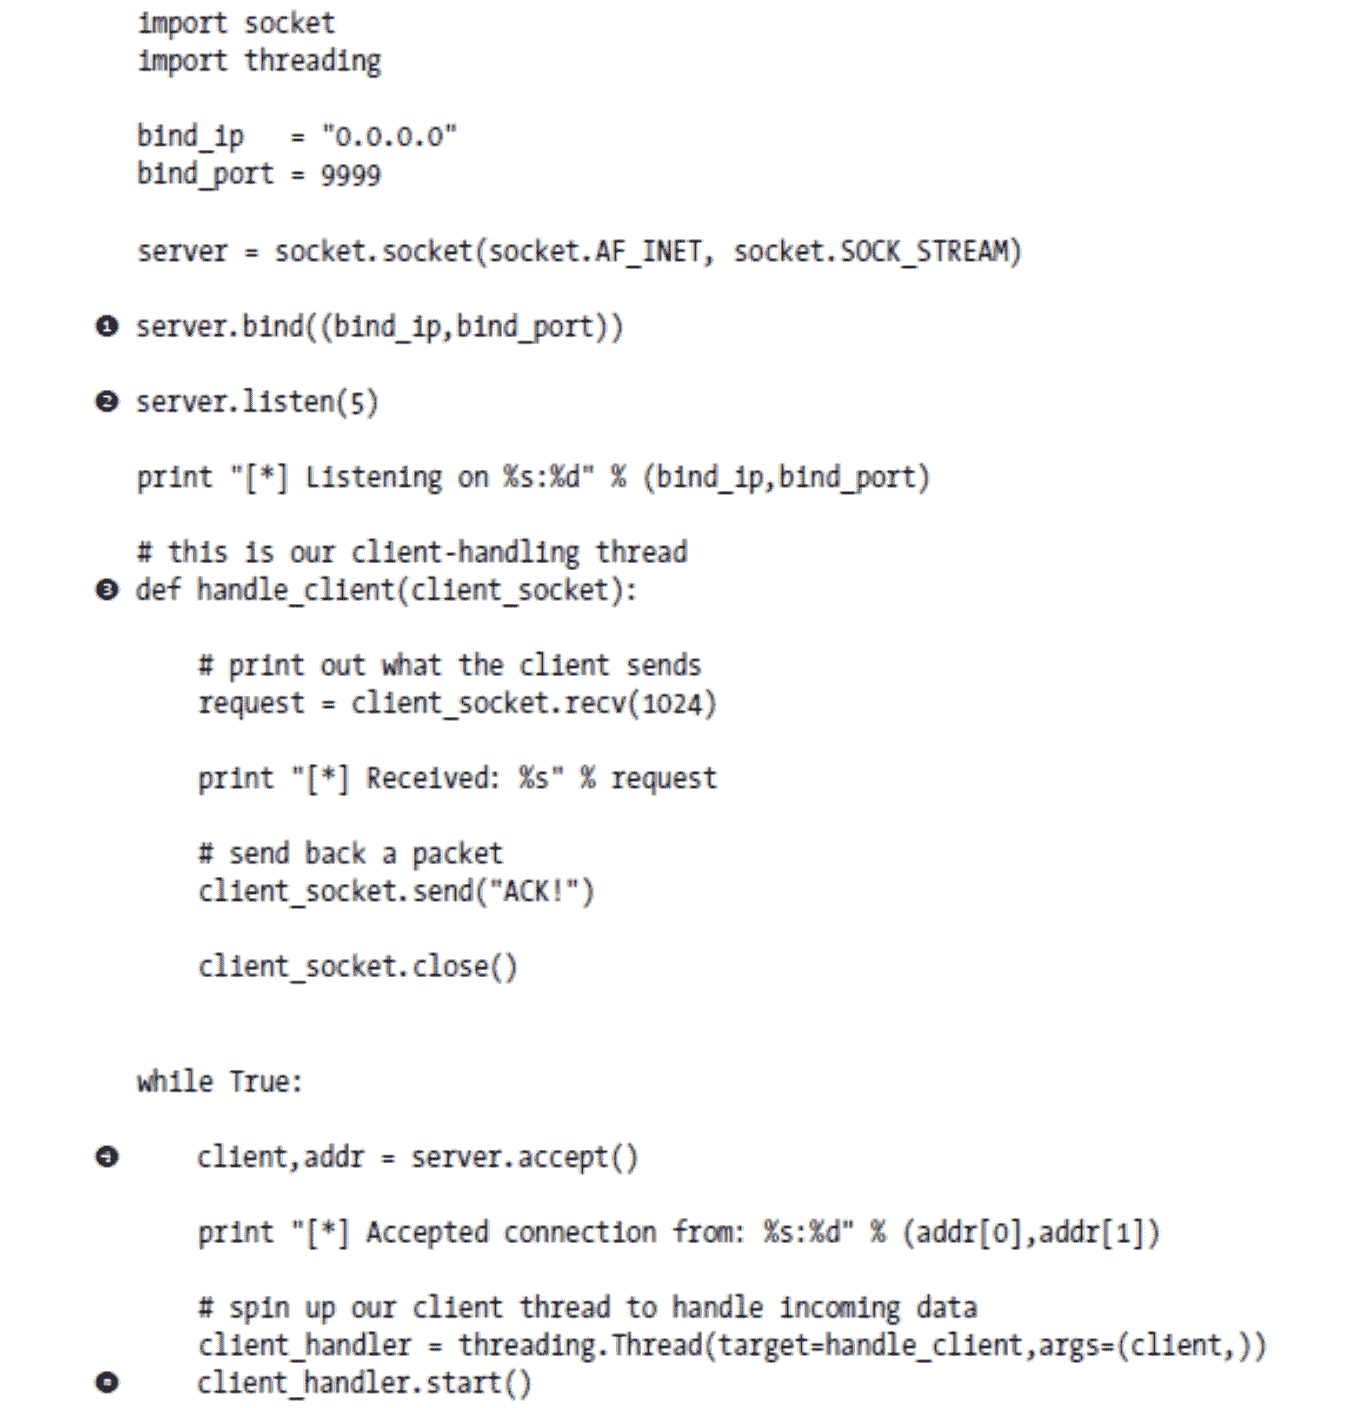 import socket
import threading
bind_ip   = "0.0.0.0"
bind_port = 9999
server = socket.socket(socket.AF_INET, socket.SOCK_STREAM)
❶ server.bind((bind_ip,bind_port))
❷ server.listen(5)
print "[*] Listening on %s:%d" % (bind_ip,bind_port)
# this is our client-handling thread
❸ def handle_client(client_socket):
    # print out what the client sends
    request = client_socket.recv(1024)
    print "[*] Received: %s" % request
    # send back a packet
    client_socket.send("ACK!")
    client_socket.close()
while True:
❹     client,addr = server.accept()
    print "[*] Accepted connection from: %s:%d" % (addr[0],addr[1])
    # spin up our client thread to handle incoming data
    client_handler = threading.Thread(target=handle_client,args=(client,))
    client_handler.start()